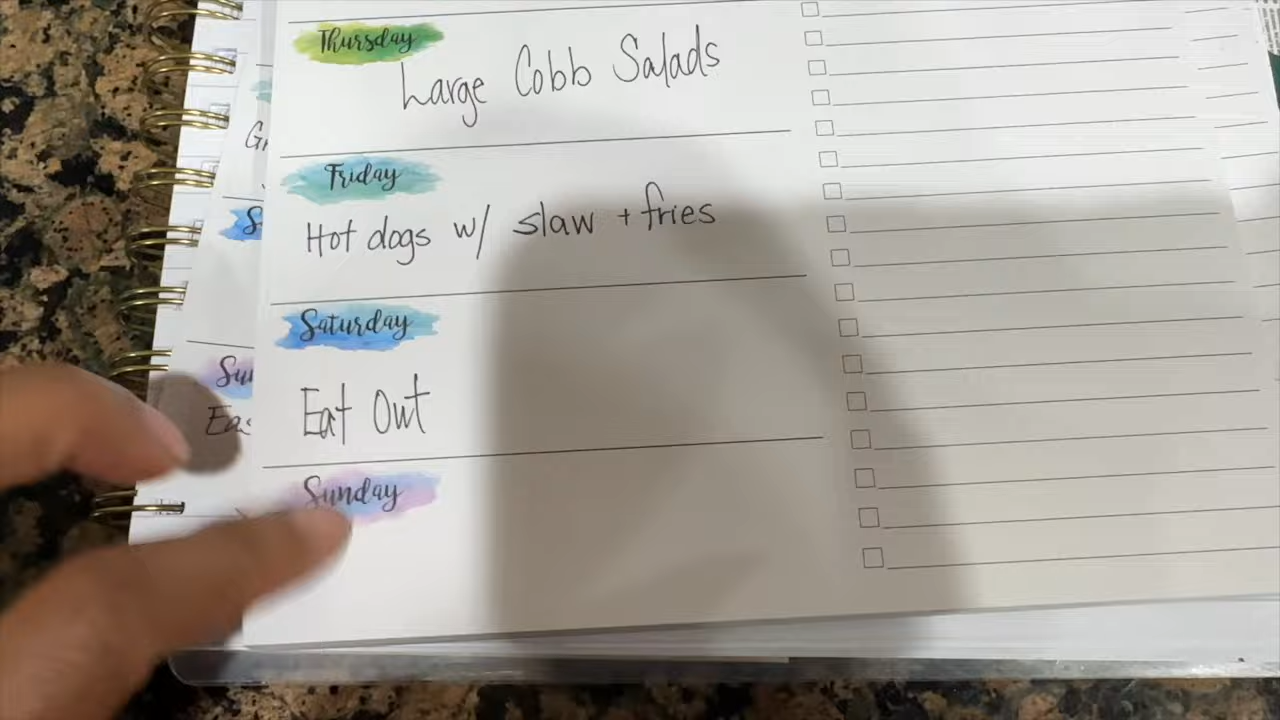 Thursday
Large Cobb Salads
Friday
Hot dogs w/ slaw + fries
Saturday
Eat Out
Sunday